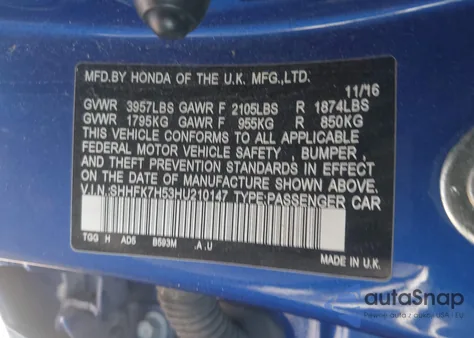 MFD.BY HONDA OF THE U.K. MFG.,LTD.
11/16
GVWR 3957LBS GAWR F 2105LBS R 1874LBS
GVWR 1795KG GAWR F 955KG R 850KG
THIS VEHICLE CONFORMS TO ALL APPLICABLE
FEDERAL MOTOR VEHICLE SAFETY , BUMPER ,
AND THEFT PREVENTION STANDARDS IN EFFECT
ON THE DATE OF MANUFACTURE SHOWN ABOVE.
V.I.N.:SHHFK7H53HU210147 TYPE:PASSENGER CAR
TGG H AD5 B593M .A.U
MADE IN U.K.
autoSnap